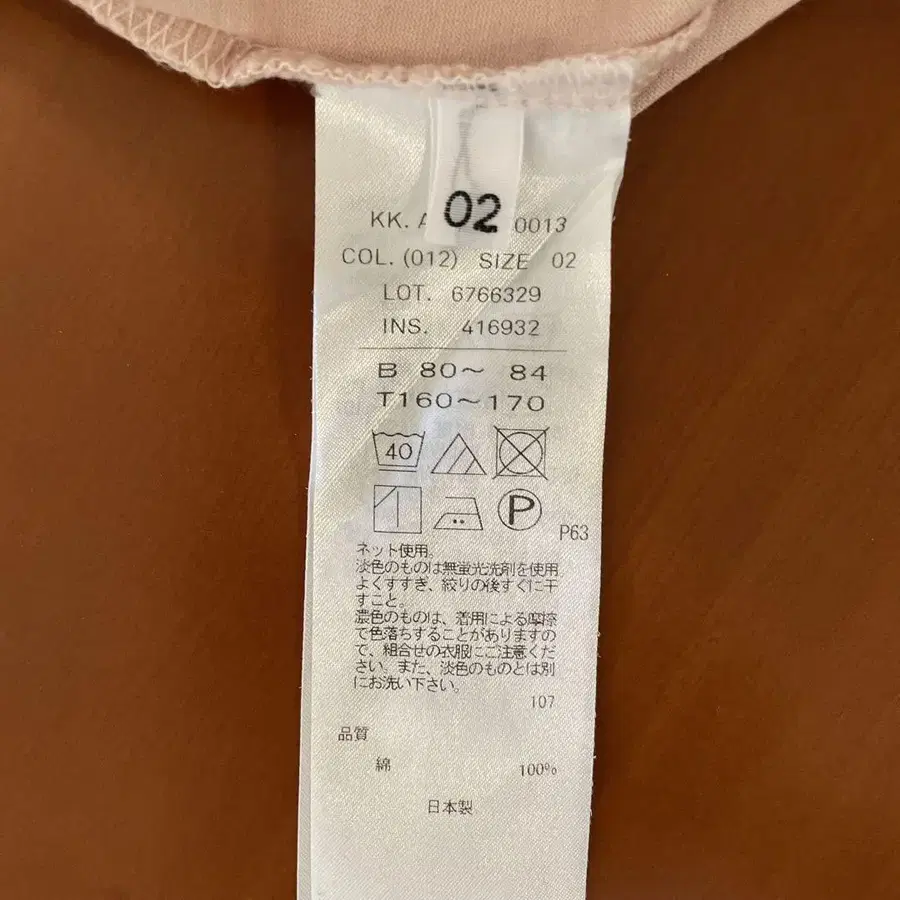 02
KK. 0013
COL. (012) SIZE 02
LOT. 6766329
INS. 416932
B 80～ 84
T160～170
40
P
P63
ネット使用。
淡色のものは無蛍光洗剤を使用
よくすすぎ、絞りの後すぐに干
すこと。
濃色のものは、着用による摩擦
で色落ちすることがありますの
で、組合せの衣服にご注意くだ
さい。また、淡色のものとは別
にお洗い下さい。
107
品質
綿 100%
日本製